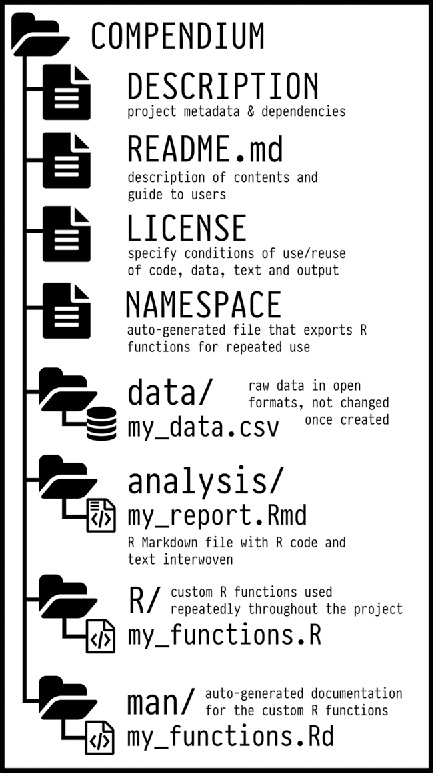 COMPENDIUM
DESCRIPTION
project metadata & dependencies
README.md
description of contents and
guide to users
LICENSE
specify conditions of use/reuse
of code, data, text and output
NAMESPACE
auto-generated file that exports R
functions for repeated use
data/
raw data in open
formats, not changed
once created
my_data.csv
analysis/
my_report.Rmd
R Markdown file with R code and
text interwoven
R/
custom R functions used
repeatedly throughout the project
my_functions.R
man/
auto-generated documentation
for the custom R functions
my_functions.Rd